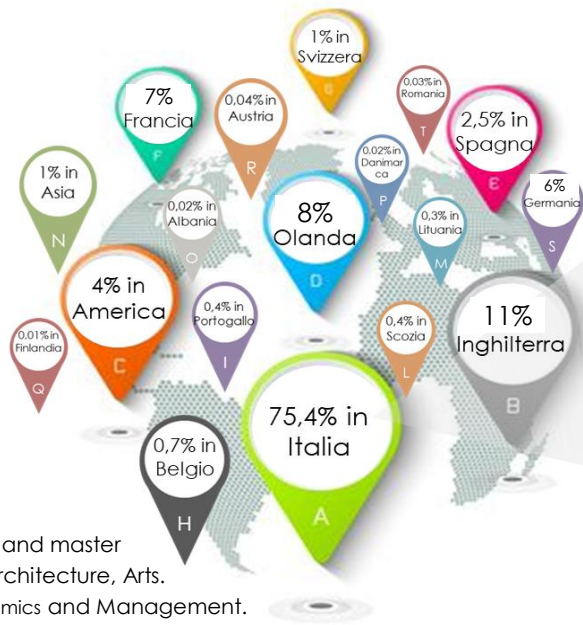 1% in
Svizzera
G
7%
Francia
F
0,04% in
Austria
R
0,03% in
Romania
T
2,5% in
Spagna
E
1% in
Asia
N
0,02% in
Albania
O
8%
Olanda
D
0,02% in
Danimar
ca
P
0,3% in
Lituania
M
6%
Germania
S
4% in
America
C
0,01% in
Finlandia
Q
0,4% in
Portogallo
I
0,4% in
Scozia
L
11%
Inghilterra
B
75,4% in
Italia
A
0,7% in
Belgio
H
and master
rchitecture, Arts.
mics and Management.